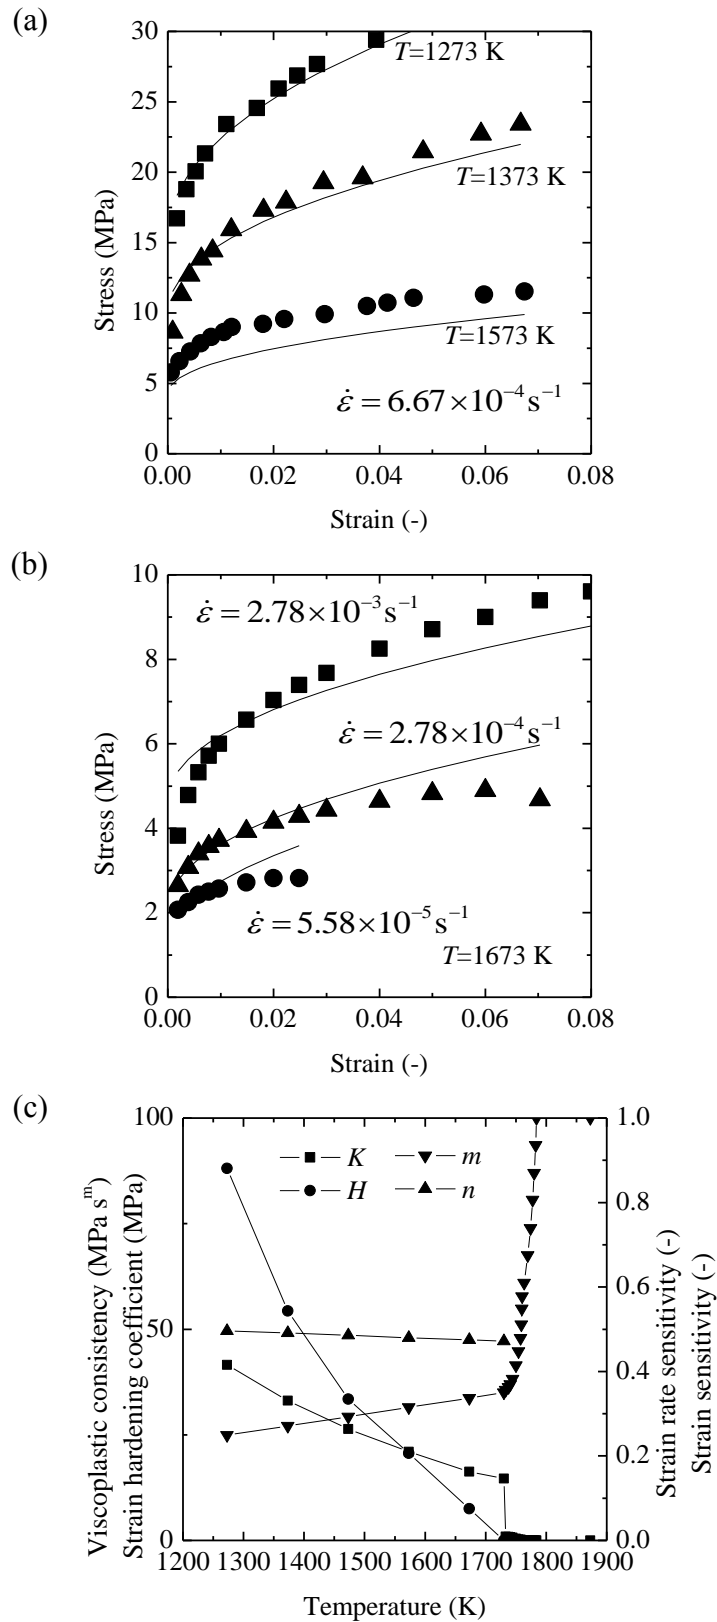 (a)
30
25
20
15
10
5
0
Stress (MPa)
T=1273 K
T=1373 K
T=1573 K
ε̇ = 6.67×10⁻⁴ s⁻¹
0.00 0.02 0.04 0.06 0.08
Strain (-)
(b)
10
8
6
4
2
0
Stress (MPa)
ε̇ = 2.78×10⁻³ s⁻¹
ε̇ = 2.78×10⁻⁴ s⁻¹
ε̇ = 5.58×10⁻⁵ s⁻¹
T=1673 K
0.00 0.02 0.04 0.06 0.08
Strain (-)
(c)
100
50
0
Viscoplastic consistency (MPa sᵐ)
Strain hardening coefficient (MPa)
K m
H n
1.0
0.8
0.6
0.4
0.2
0.0
Strain rate sensitivity (-)
Strain sensitivity (-)
1200 1300 1400 1500 1600 1700 1800 1900
Temperature (K)